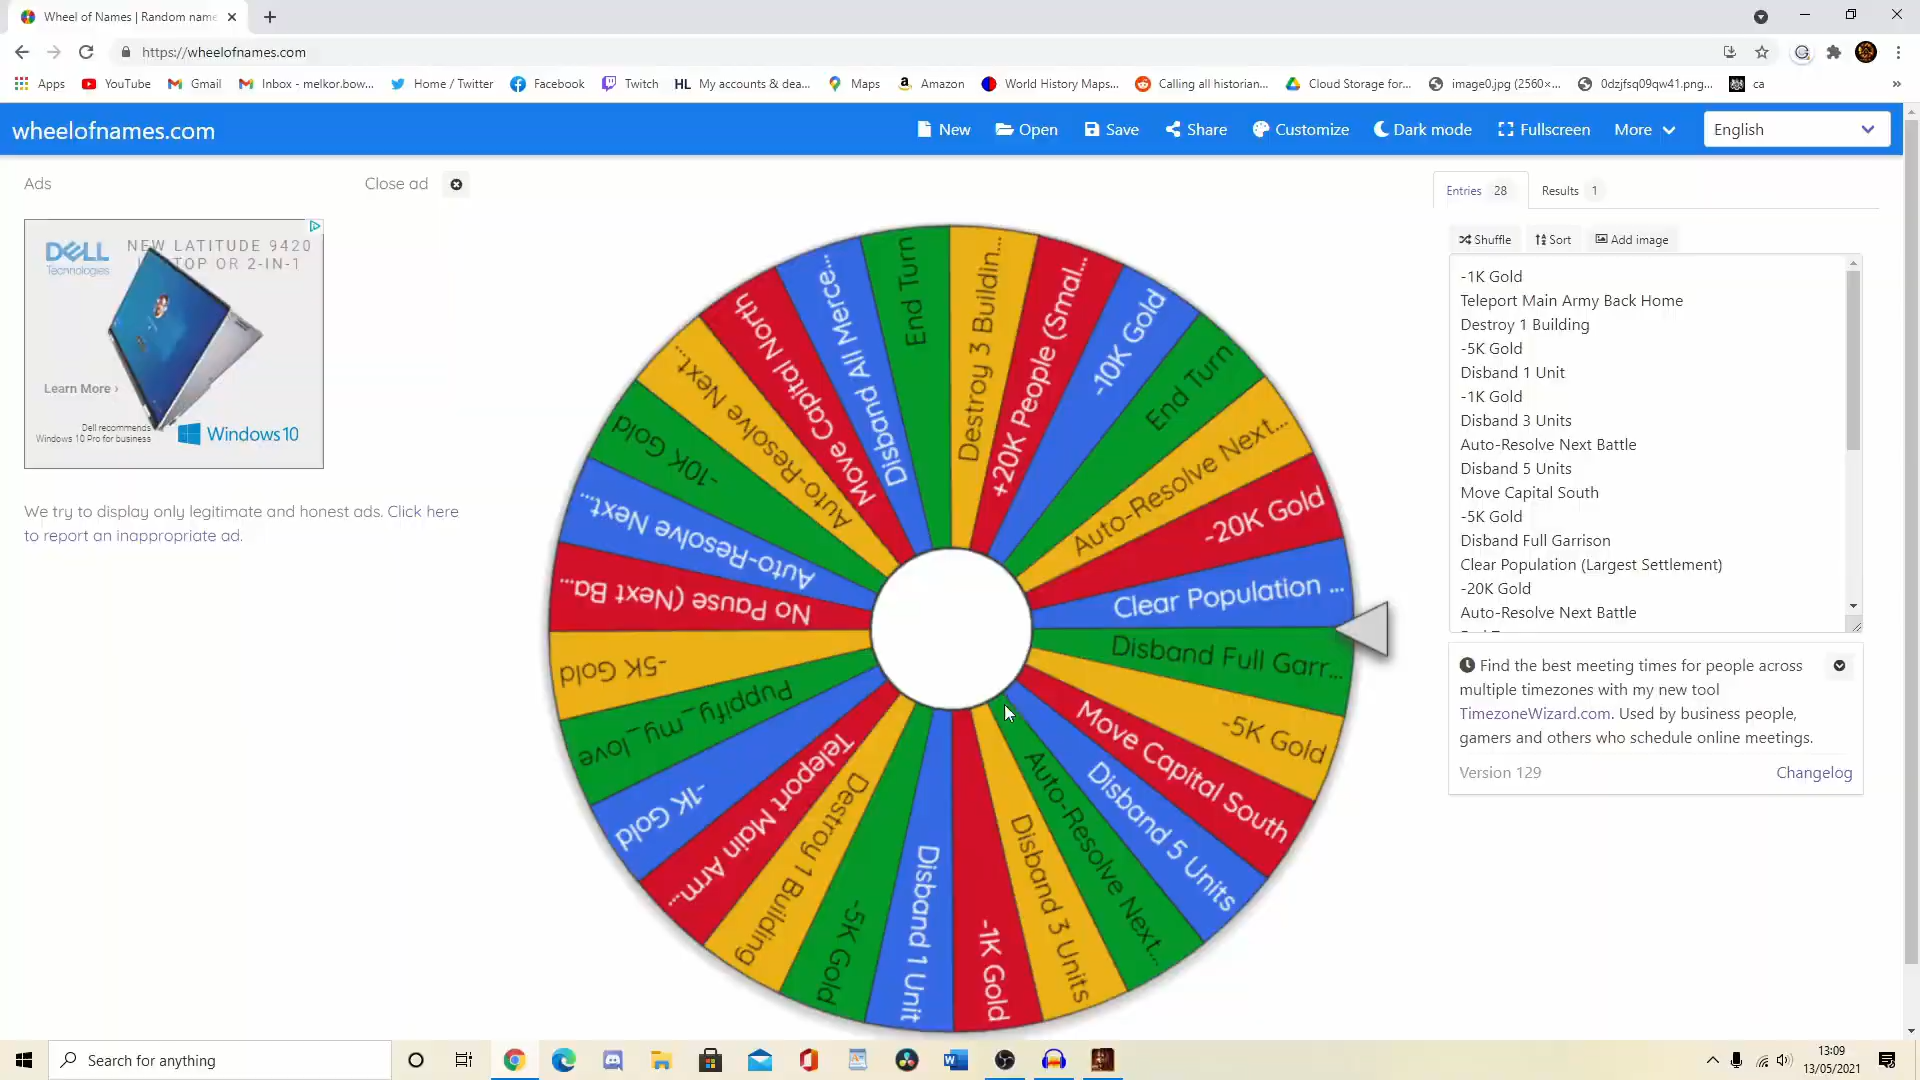 Wheel of Names | Random name
https://wheelofnames.com
Apps YouTube Gmail Inbox - melkor.bow... Home / Twitter Facebook Twitch HL My accounts & dea... Maps Amazon World History Maps... Calling all historian... Cloud Storage for... image0.jpg (2560×... 0dzjfsq09qw41.png... ca »
wheelofnames.com New Open Save Share Customize Dark mode Fullscreen More English
Ads Close ad
DELL
Technologies
NEW LATITUDE 9420
TOP OR 2-IN-1
Learn More ›
Dell recommends
Windows 10 Pro for business
Windows 10
We try to display only legitimate and honest ads. Click here
to report an inappropriate ad.
End Turn
Destroy 3 Buildin...
+20K People (Smal...
-10K Gold
End Turn
Auto-Resolve Next...
-20K Gold
Clear Population ...
Disband Full Garr...
-5K Gold
Move Capital South
Disband 5 Units
Auto-Resolve Next...
Disband 3 Units
-1K Gold
Disband 1 Unit
-5K Gold
Destroy 1 Building
Teleport Main Arm...
-1K Gold
Puppify_my_love
-5K Gold
No Pause (Next Ba...
Auto-Resolve Next...
-10K Gold
Auto-Resolve Next...
Move Capital North
Disband All Merce...
Entries 28 Results 1
Shuffle Sort Add image
-1K Gold
Teleport Main Army Back Home
Destroy 1 Building
-5K Gold
Disband 1 Unit
-1K Gold
Disband 3 Units
Auto-Resolve Next Battle
Disband 5 Units
Move Capital South
-5K Gold
Disband Full Garrison
Clear Population (Largest Settlement)
-20K Gold
Auto-Resolve Next Battle
Find the best meeting times for people across
multiple timezones with my new tool
TimezoneWizard.com. Used by business people,
gamers and others who schedule online meetings.
Version 129 Changelog
Search for anything
13:09
13/05/2021